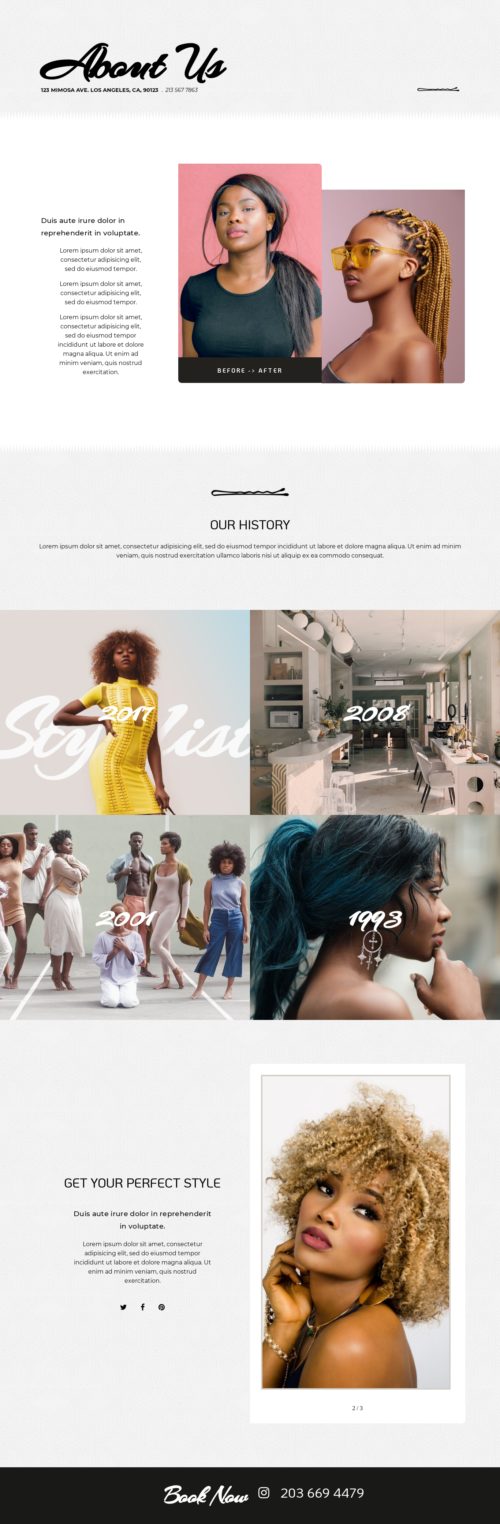 About Us
123 MIMOSA AVE. LOS ANGELES, CA, 90123 . 213 567 7863
Duis aute irure dolor in
reprehenderit in voluptate.
Lorem ipsum dolor sit amet,
consectetur adipisicing elit,
sed do eiusmod tempor.
Lorem ipsum dolor sit amet,
consectetur adipisicing elit,
sed do eiusmod tempor.
Lorem ipsum dolor sit amet,
consectetur adipisicing elit,
sed do eiusmod tempor
incididunt ut labore et dolore
magna aliqua. Ut enim ad
minim veniam, quis nostrud
exercitation.
BEFORE -> AFTER
OUR HISTORY
Lorem ipsum dolor sit amet, consectetur adipisicing elit, sed do eiusmod tempor incididunt ut labore et dolore magna aliqua. Ut enim ad minim
veniam, quis nostrud exercitation ullamco laboris nisi ut aliquip ex ea commodo consequat.
Stylist
2017
2008
2001
1993
GET YOUR PERFECT STYLE
Duis aute irure dolor in reprehenderit
in voluptate.
Lorem ipsum dolor sit amet, consectetur
adipisicing elit, sed do eiusmod tempor
incididunt ut labore et dolore magna aliqua. Ut
enim ad minim veniam, quis nostrud
exercitation.
2 / 3
Book Now 203 669 4479